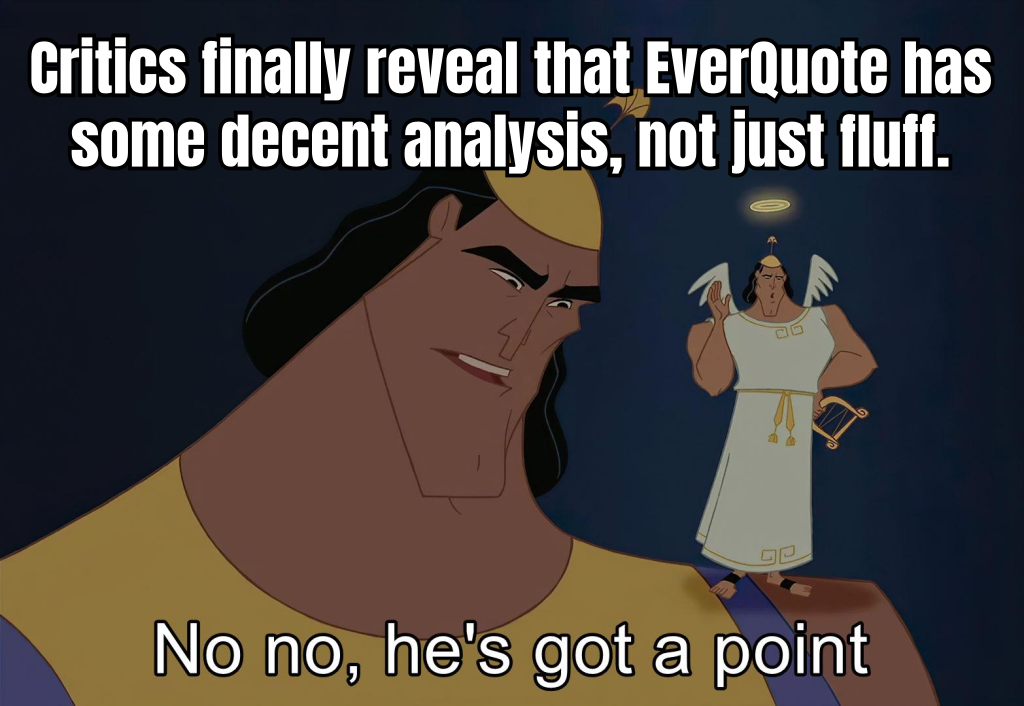 Critics finally reveal that EverQuote has
some decent analysis, not just fluff.
No no, he's got a point